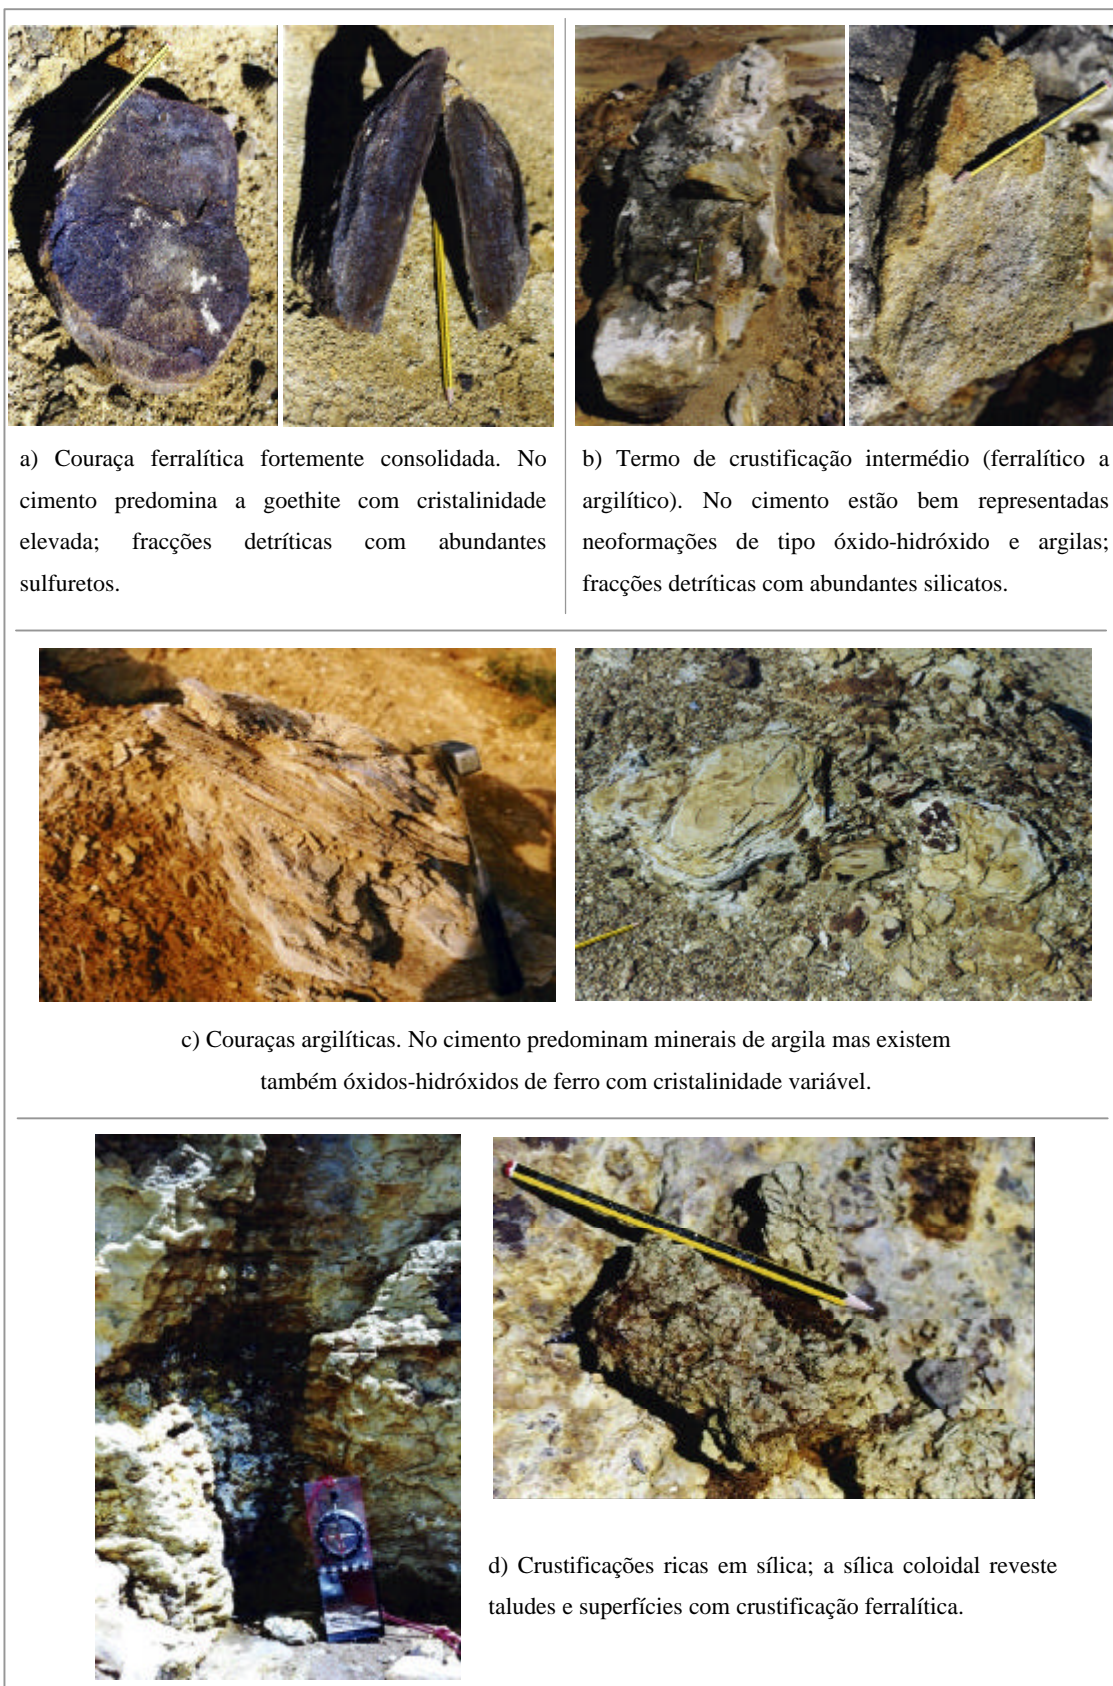 a) Couraça ferralítica fortemente consolidada. No
cimento predomina a goethite com cristalinidade
elevada; fracções detríticas com abundantes
sulfuretos.
b) Termo de crustificação intermédio (ferralítico a
argilítico). No cimento estão bem representadas
neoformações de tipo óxido-hidróxido e argilas;
fracções detríticas com abundantes silicatos.
c) Couraças argilíticas. No cimento predominam minerais de argila mas existem
também óxidos-hidróxidos de ferro com cristalinidade variável.
d) Crustificações ricas em sílica; a sílica coloidal reveste
taludes e superfícies com crustificação ferralítica.